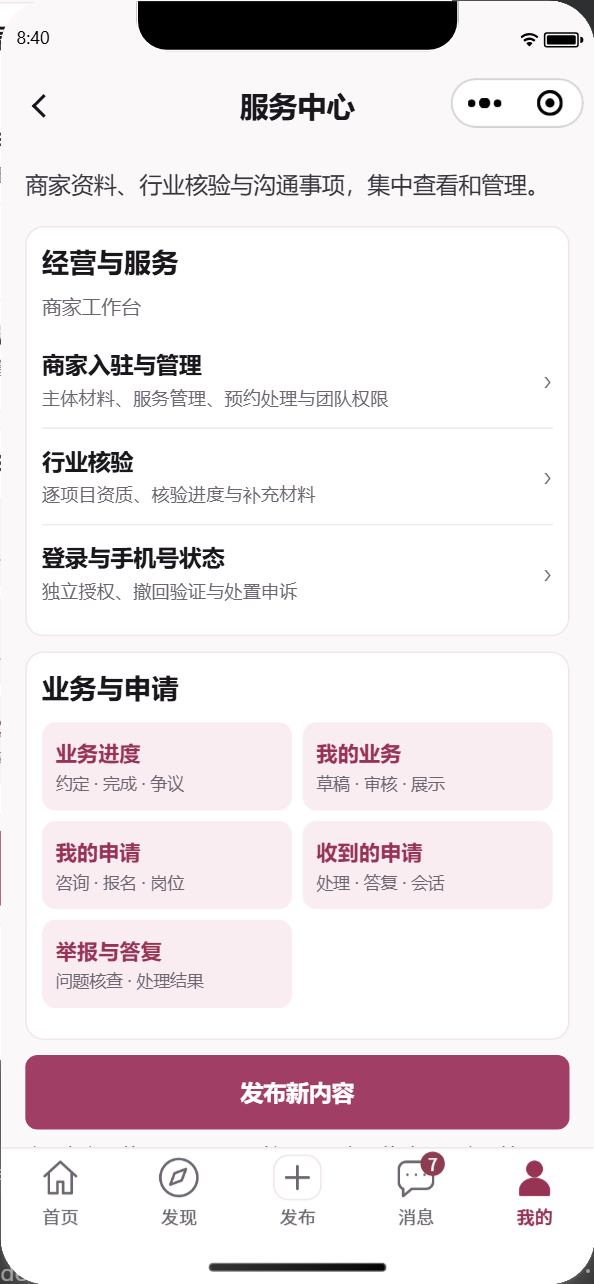 8:40
服务中心
商家资料、行业核验与沟通事项，集中查看和管理。
经营与服务
商家工作台
商家入驻与管理
主体材料、服务管理、预约处理与团队权限
行业核验
逐项目资质、核验进度与补充材料
登录与手机号状态
独立授权、撤回验证与处置申诉
业务与申请
业务进度
约定 · 完成 · 争议
我的业务
草稿 · 审核 · 展示
我的申请
咨询 · 报名 · 岗位
收到的申请
处理 · 答复 · 会话
举报与答复
问题核查 · 处理结果
发布新内容
7
首页
发现
发布
消息
我的